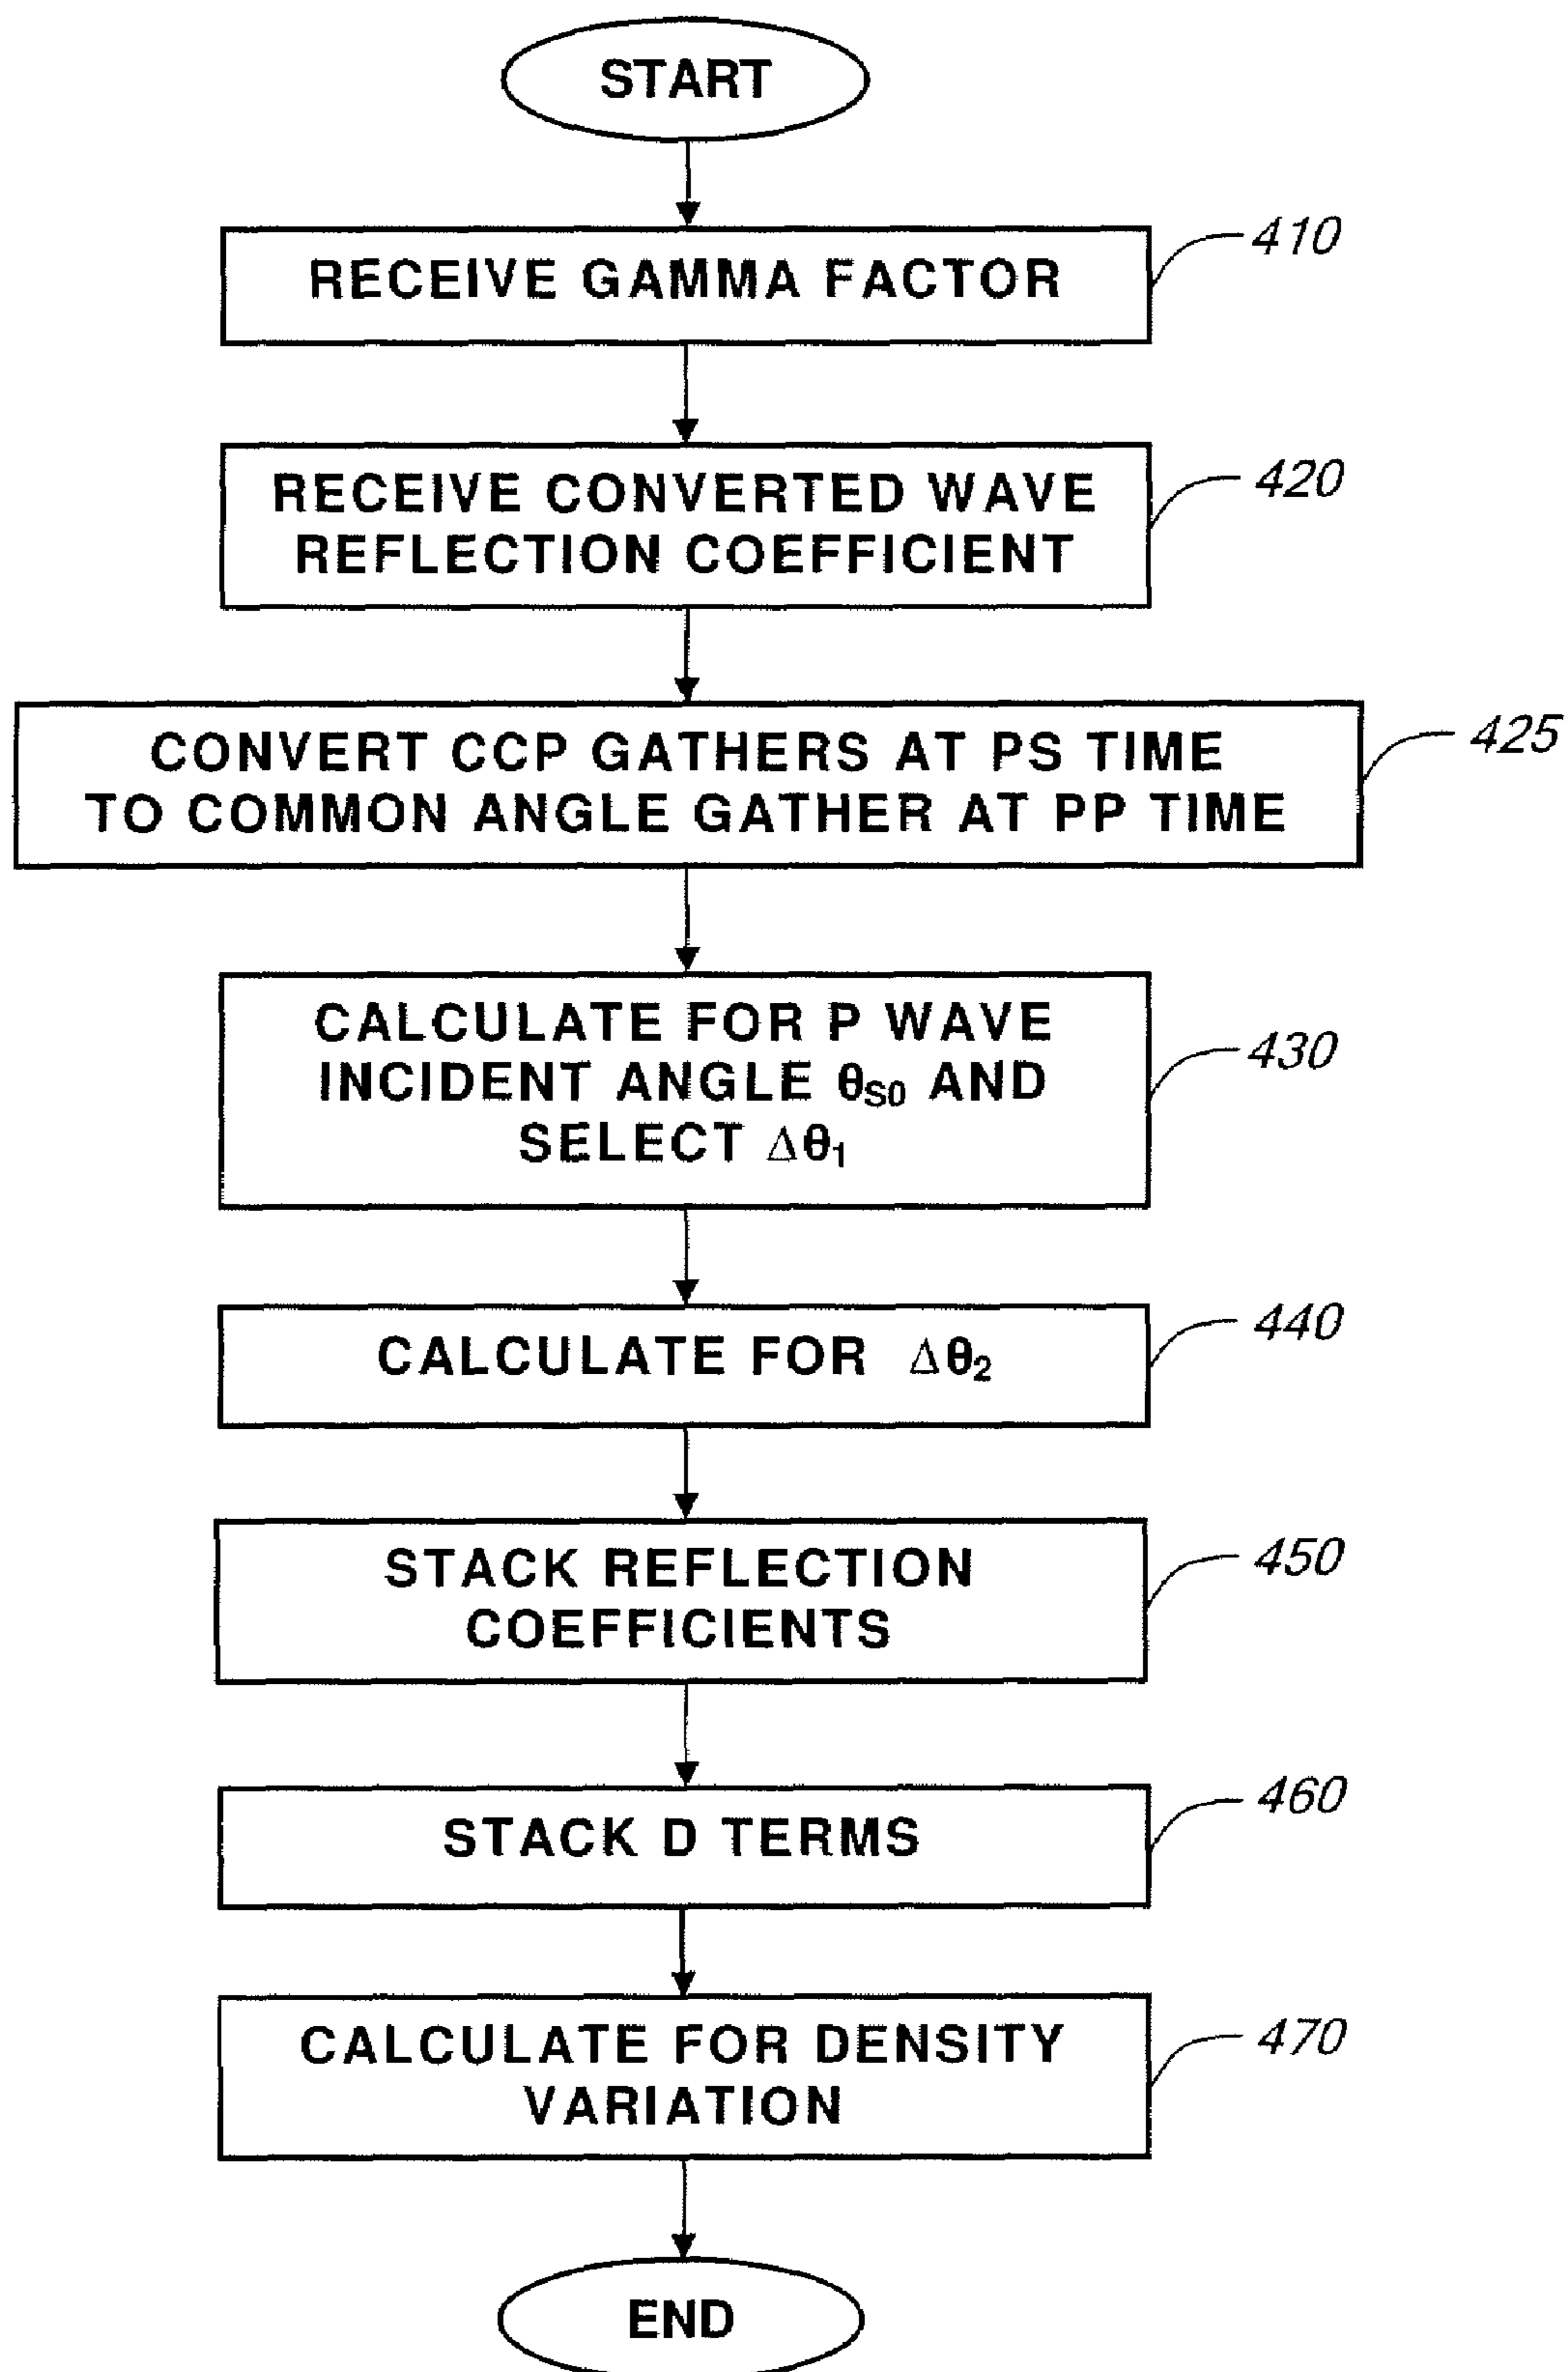 START
RECEIVE GAMMA FACTOR
410
RECEIVE CONVERTED WAVE
REFLECTION COEFFICIENT
420
CONVERT CCP GATHERS AT PS TIME
TO COMMON ANGLE GATHER AT PP TIME
425
CALCULATE FOR P WAVE
INCIDENT ANGLE θS0 AND
SELECT Δθ1
430
CALCULATE FOR Δθ2
440
STACK REFLECTION
COEFFICIENTS
450
STACK D TERMS
460
CALCULATE FOR DENSITY
VARIATION
470
END